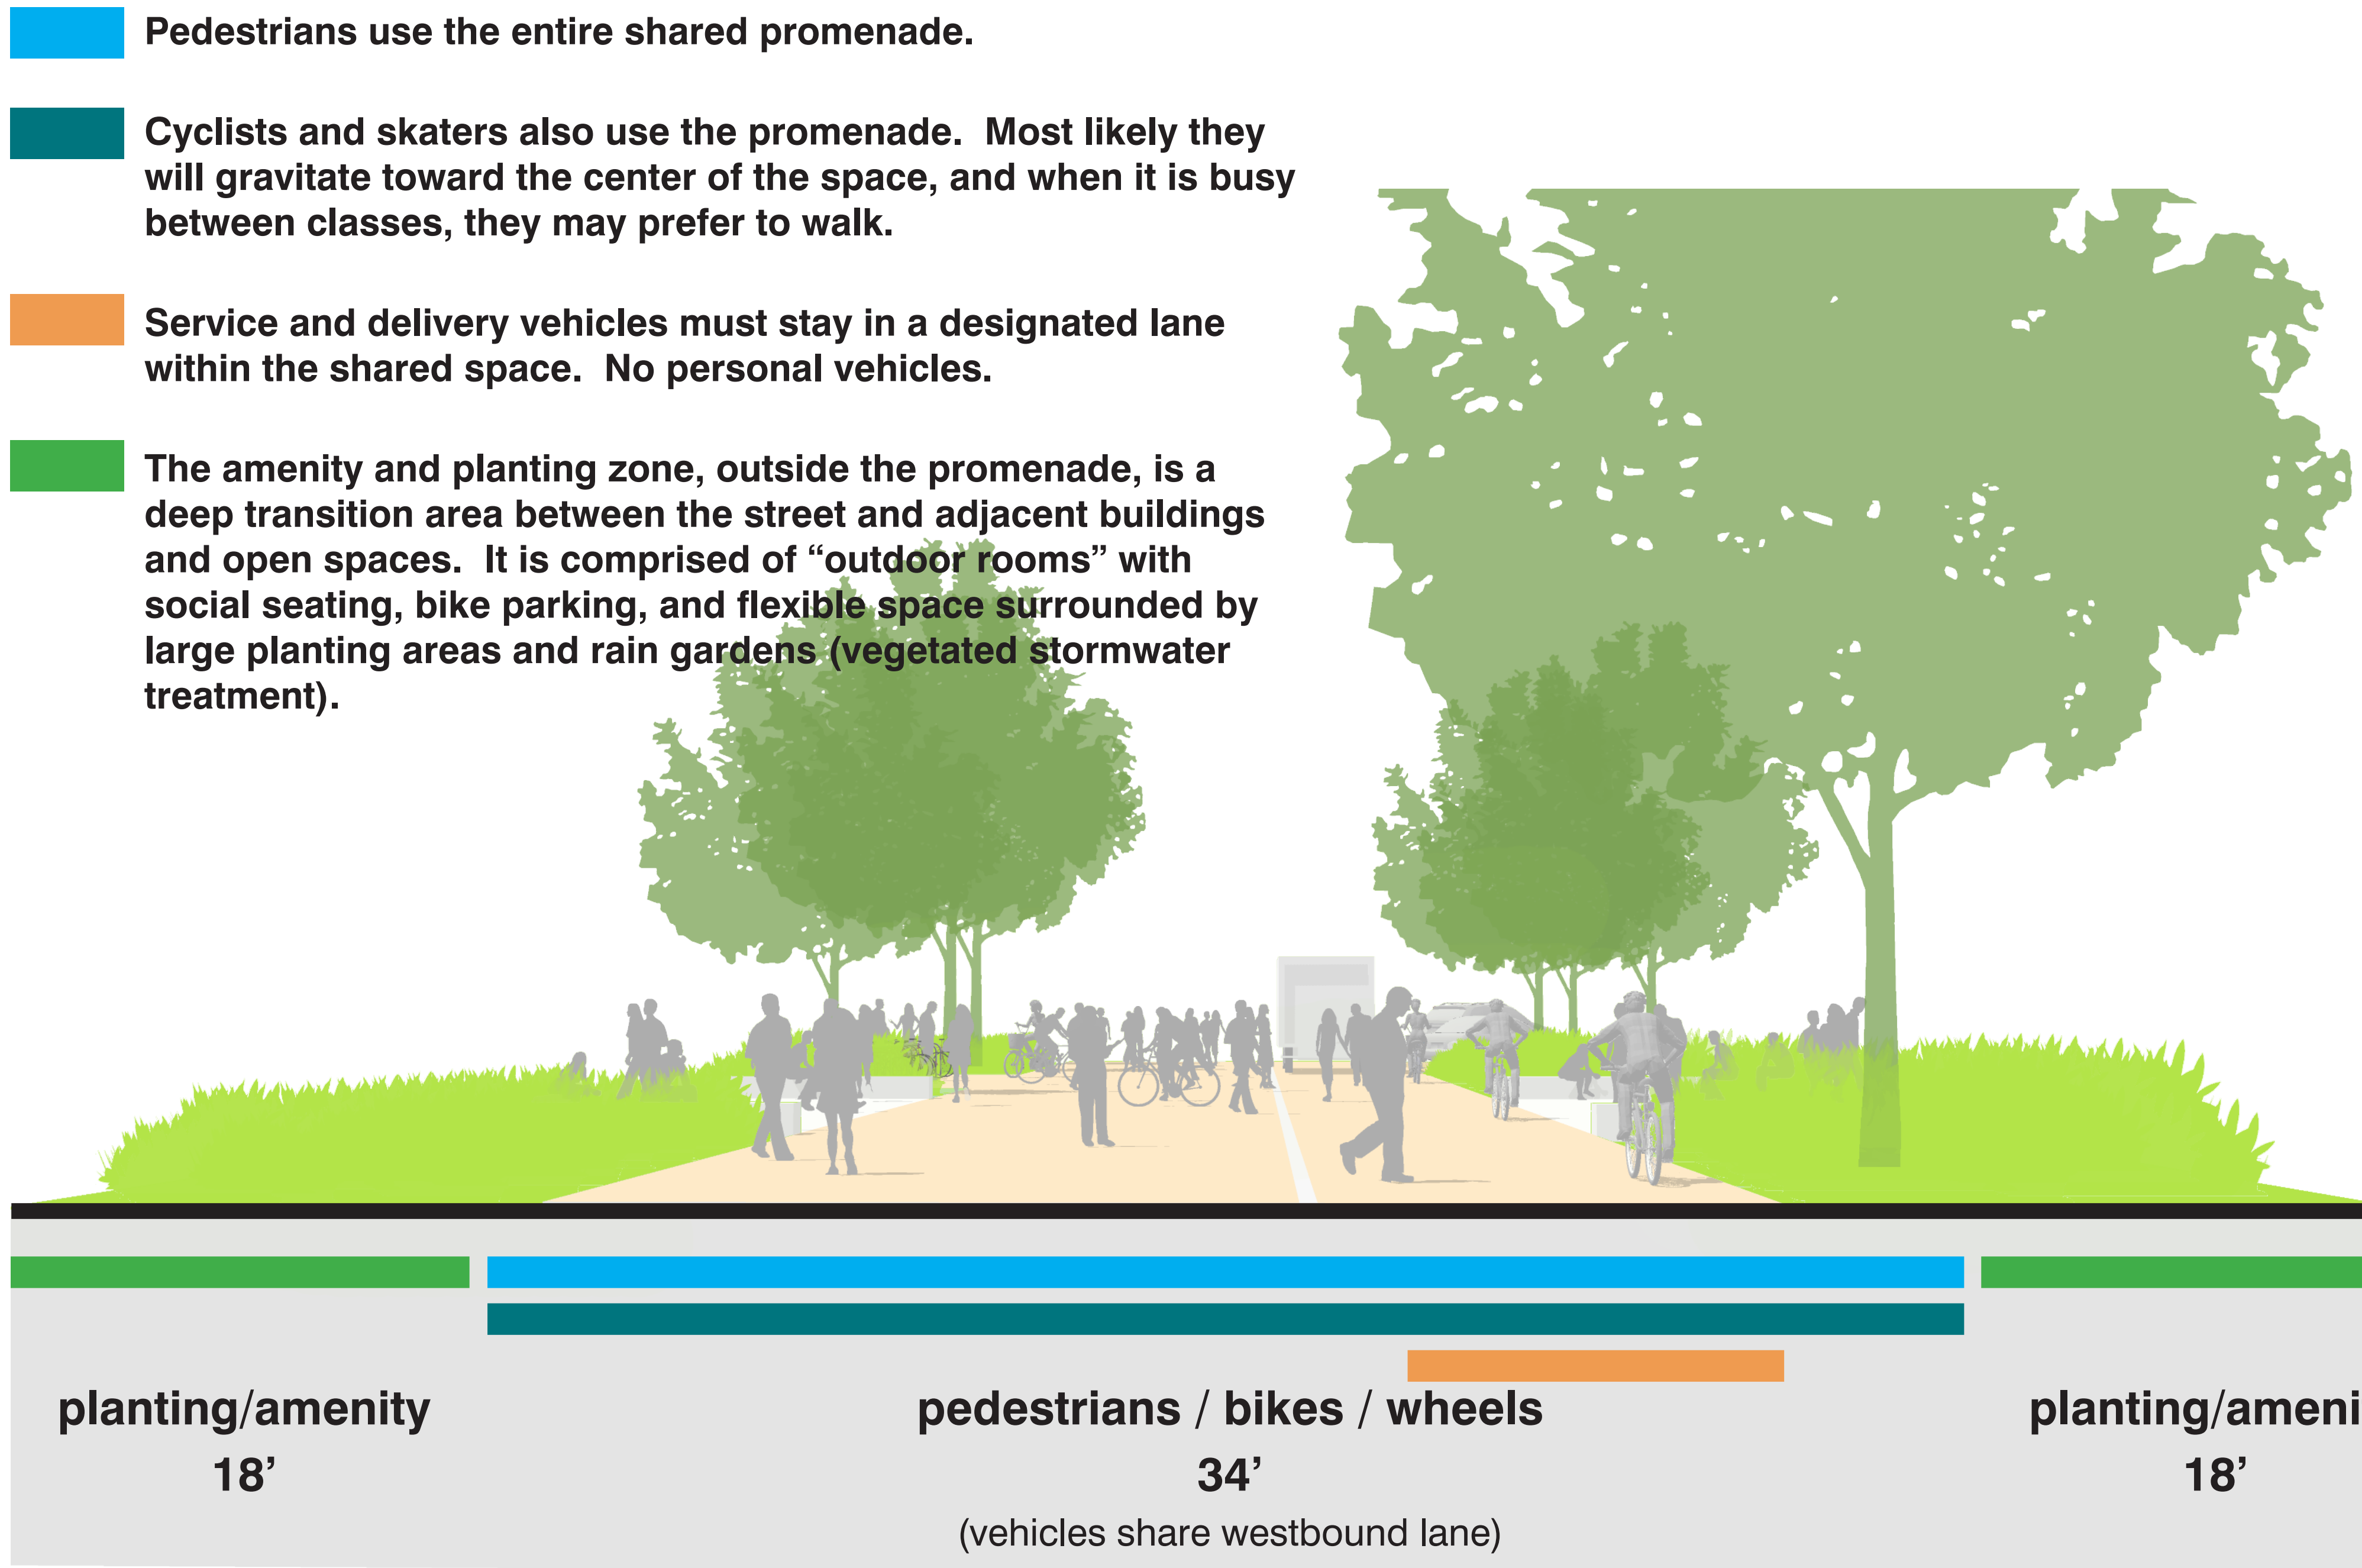 Pedestrians use the entire shared promenade.
Cyclists and skaters also use the promenade.  Most likely they
will gravitate toward the center of the space, and when it is busy
between classes, they may prefer to walk.
Service and delivery vehicles must stay in a designated lane
within the shared space.  No personal vehicles.
The amenity and planting zone, outside the promenade, is a
deep transition area between the street and adjacent buildings
and open spaces.  It is comprised of “outdoor rooms” with
social seating, bike parking, and flexible space surrounded by
large planting areas and rain gardens (vegetated stormwater
treatment).
planting/amenity
18’
pedestrians / bikes / wheels
34’
(vehicles share westbound lane)
planting/ameni
18’